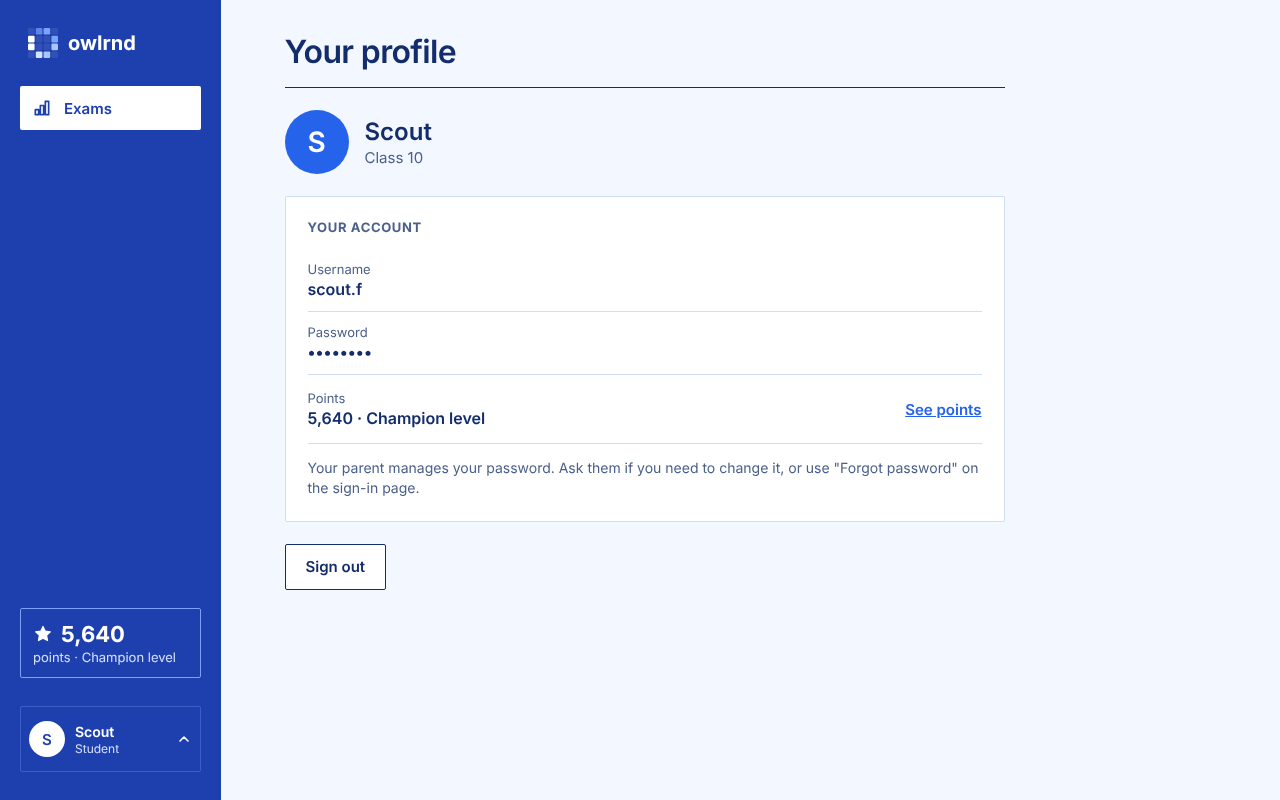 owlrnd
Exams
5,640
points · Champion level
S
Scout
Student
Your profile
S
Scout
Class 10
YOUR ACCOUNT
Username
scout.f
Password
••••••••
Points
5,640 · Champion level
See points
Your parent manages your password. Ask them if you need to change it, or use "Forgot password" on
the sign-in page.
Sign out